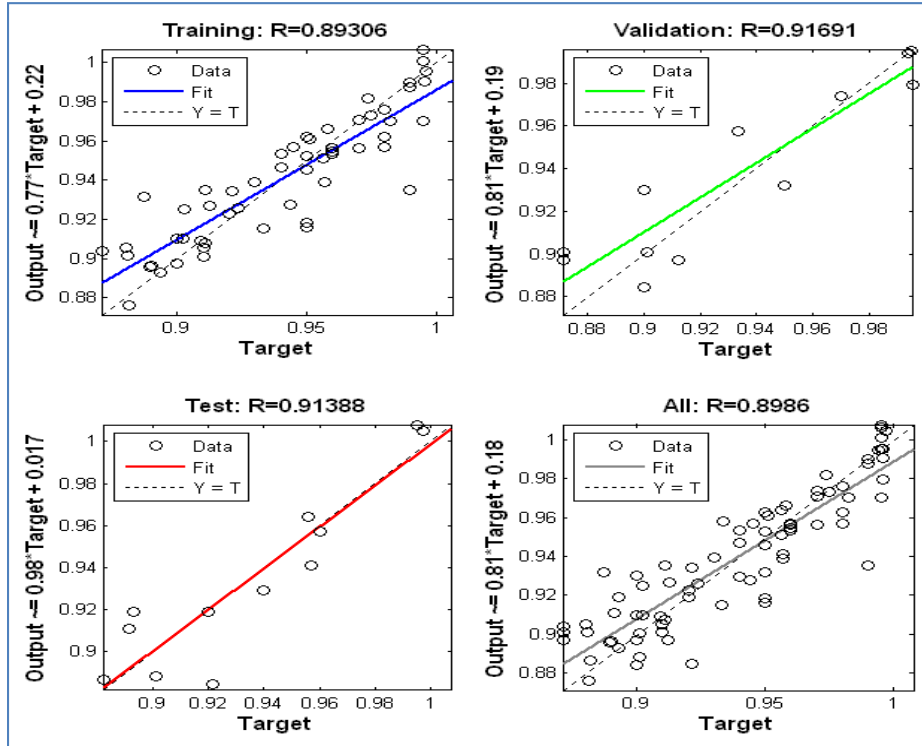 Training: R=0.89306
Output ~= 0.77*Target + 0.22
1
0.98
0.96
0.94
0.92
0.9
0.88
Data
Fit
Y = T
0.9 0.95 1
Target
Validation: R=0.91691
Output ~= 0.81*Target + 0.19
0.98
0.96
0.94
0.92
0.9
0.88
Data
Fit
Y = T
0.88 0.9 0.92 0.94 0.96 0.98
Target
Test: R=0.91388
Output ~= 0.98*Target + 0.017
1
0.98
0.96
0.94
0.92
0.9
Data
Fit
Y = T
0.9 0.92 0.94 0.96 0.98 1
Target
All: R=0.8986
Output ~= 0.81*Target + 0.18
1
0.98
0.96
0.94
0.92
0.9
0.88
Data
Fit
Y = T
0.9 0.95 1
Target